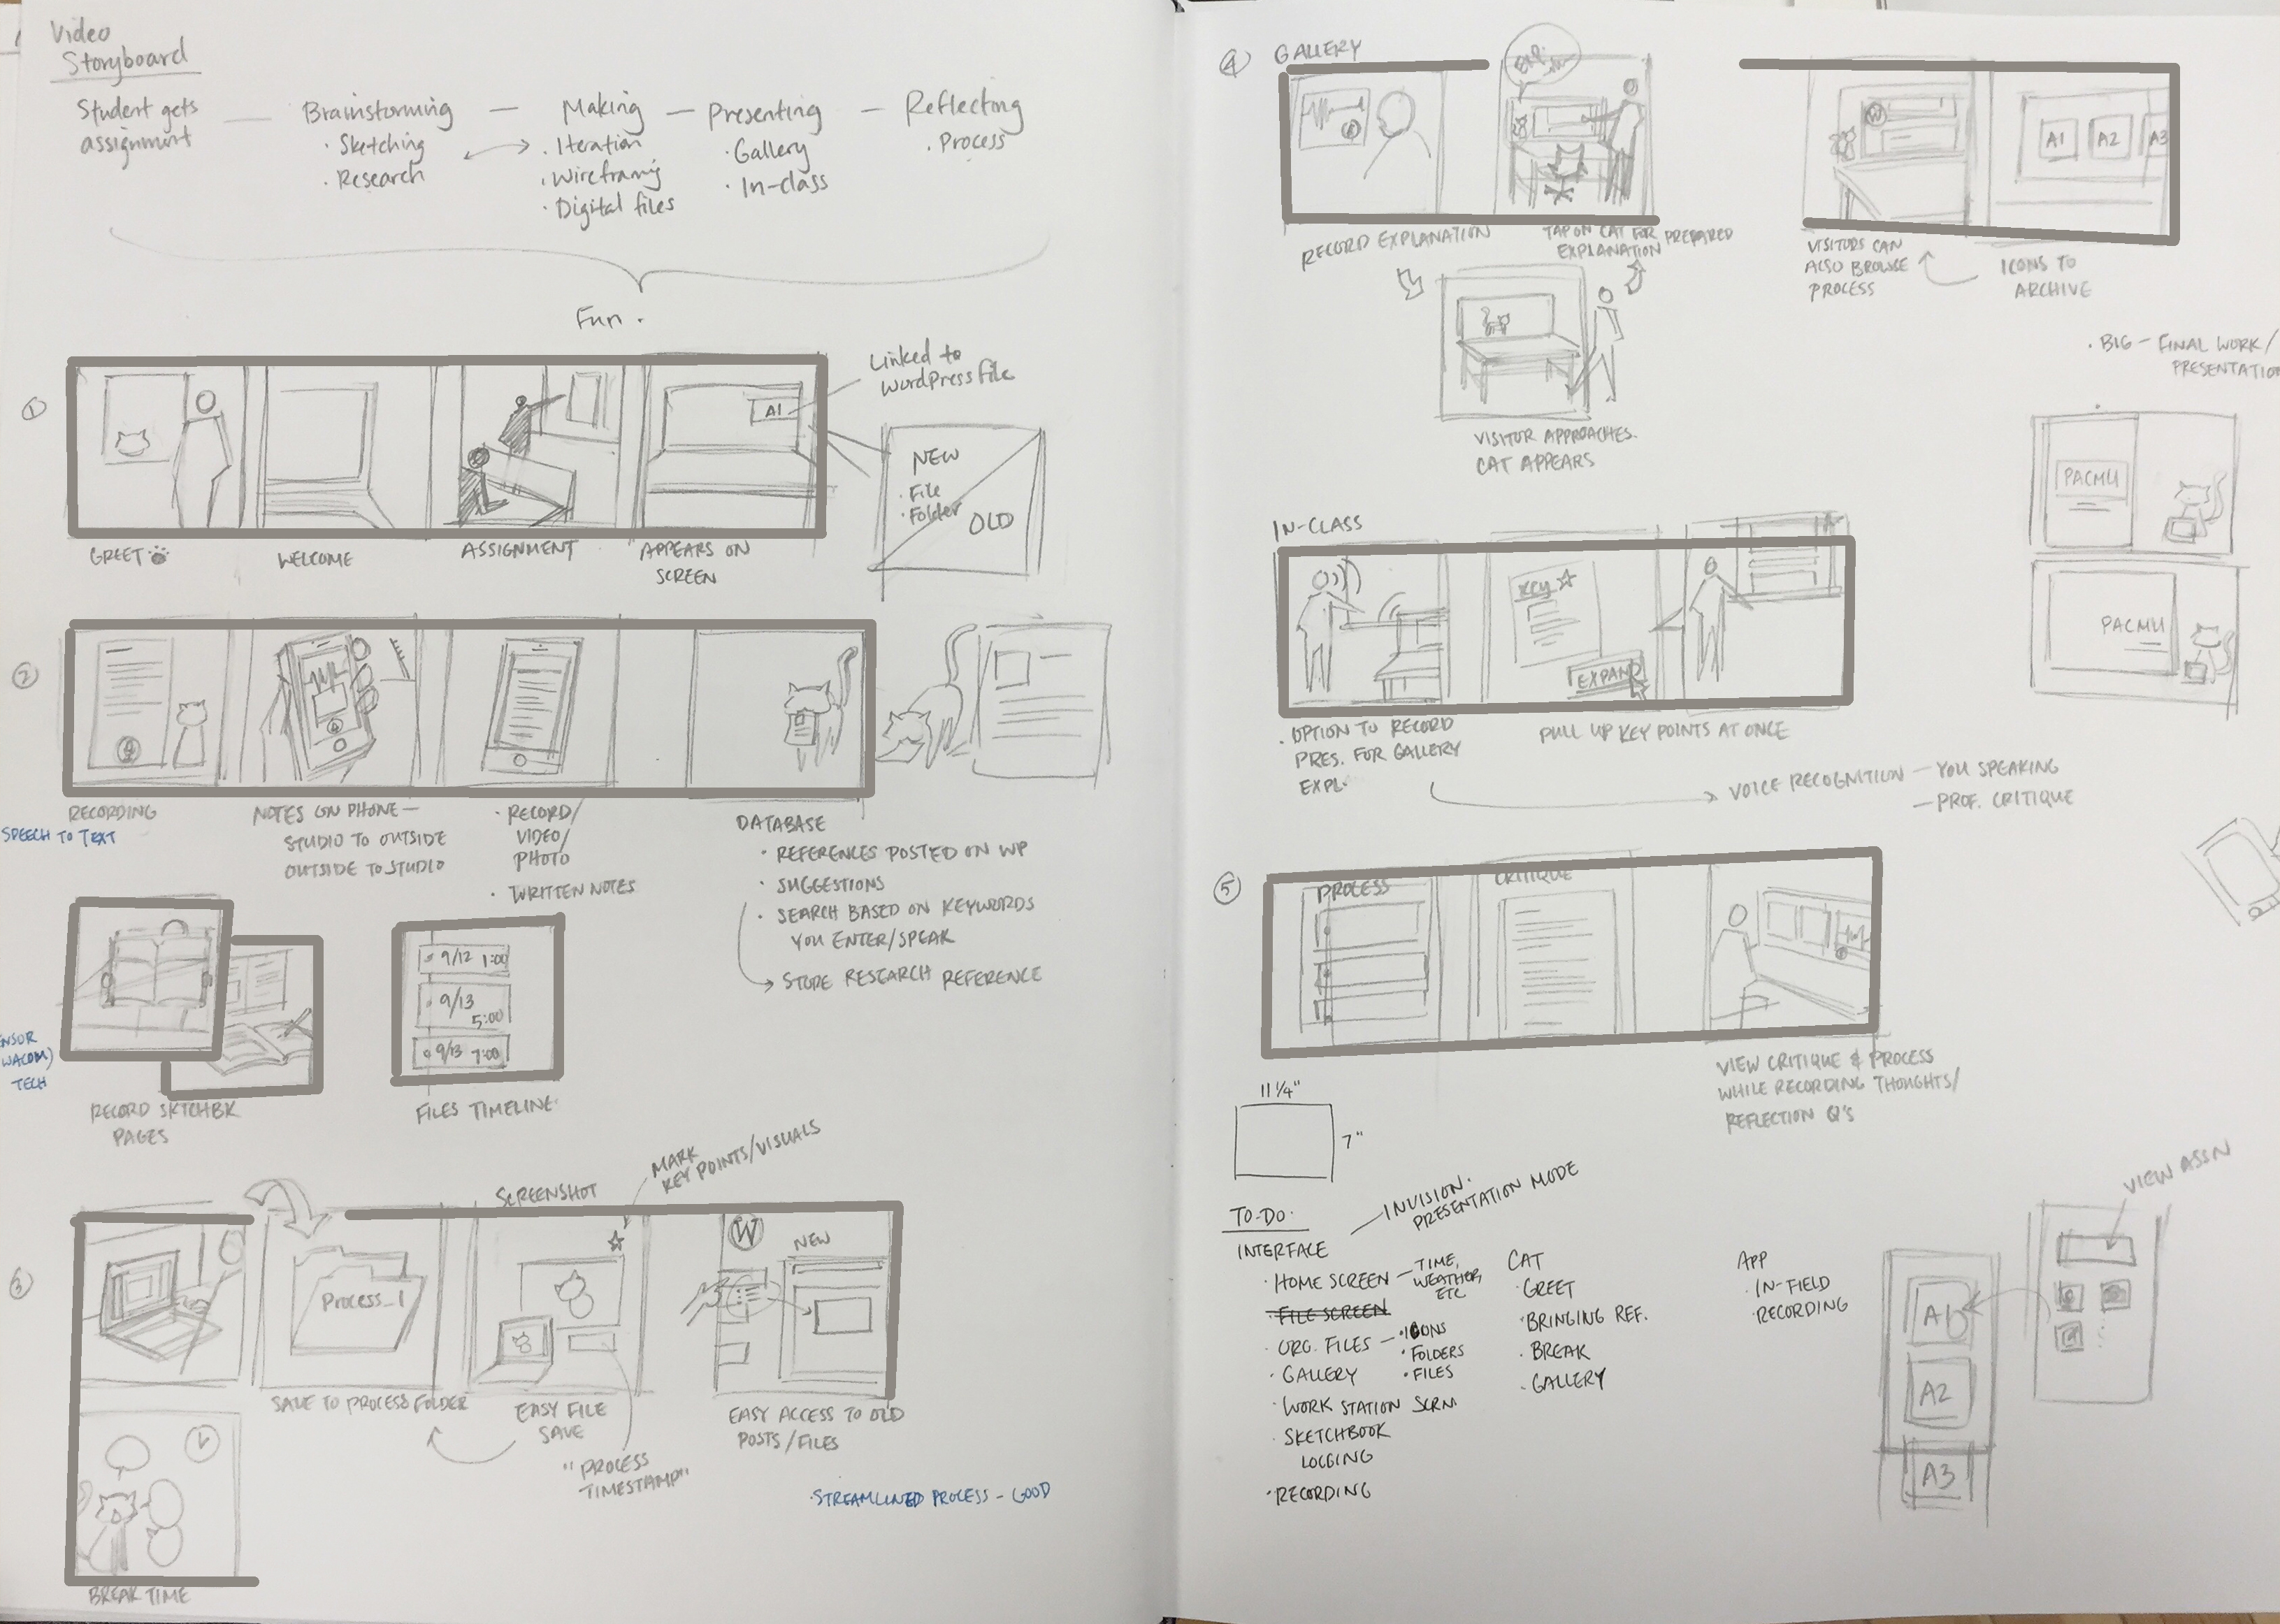 Video
Storyboard
Student gets
assignment
— Brainstorming — Making — Presenting — Reflecting
· Sketching
· Research
· Iteration
· Wireframing
· Digital files
· Gallery
· In-class
· Process
Fun.
①
A1
Linked to
WordPress file
NEW
· File
· Folder
OLD
GREET
WELCOME
ASSIGNMENT
APPEARS ON
SCREEN
②
RECORDING
SPEECH TO TEXT
NOTES ON PHONE —
STUDIO TO OUTSIDE
OUTSIDE TO STUDIO
· RECORD/
VIDEO/
PHOTO
· WRITTEN NOTES
DATABASE
· REFERENCES POSTED ON WP
· SUGGESTIONS
· SEARCH BASED ON KEYWORDS
YOU ENTER/SPEAK
→ STORE RESEARCH REFERENCE
ENSOR
WACOM)
TECH
RECORD SKTCHBK
PAGES
9/12 1:00
9/13
5:00
9/13 7:00
FILES TIMELINE
MARK
KEY POINTS/VISUALS
SCREENSHOT
③
Process_1
W
NEW
SAVE TO PROCESS FOLDER
EASY FILE
SAVE
"PROCESS
TIMESTAMP"
EASY ACCESS TO OLD
POSTS/FILES
· STREAMLINED PROCESS - GOOD
BREAK TIME
④ GALLERY
EXP.
W
A1
A2
A3
RECORD EXPLANATION
TAP ON CAT FOR PREPARED
EXPLANATION
VISITORS CAN
ALSO BROWSE
PROCESS
ICONS TO
ARCHIVE
VISITOR APPROACHES.
CAT APPEARS
· BIG — FINAL WORK/
PRESENTATION
PACMU
PACMU
IN-CLASS
KEY
EXPAND
· OPTION TO RECORD
PRES. FOR GALLERY
EXPL.
PULL UP KEY POINTS AT ONCE
→ VOICE RECOGNITION — YOU SPEAKING
— PROF. CRITIQUE
⑤
PROCESS
CRITIQUE
VIEW CRITIQUE & PROCESS
WHILE RECORDING THOUGHTS/
REFLECTION Q'S
11 1/4"
7"
TO-DO:
INVISION.
PRESENTATION MODE
INTERFACE
· HOME SCREEN — TIME,
WEATHER,
ETC
· FILE SCREEN
· ORG. FILES — · ICONS
· FOLDERS
· FILES
· GALLERY
· WORK STATION SCRN
· SKETCHBOOK
LOGGING
· RECORDING
CAT
· GREET
· BRINGING REF.
· BREAK
· GALLERY
APP
· IN-FIELD
RECORDING
VIEW ASSN
A1
A2
A3